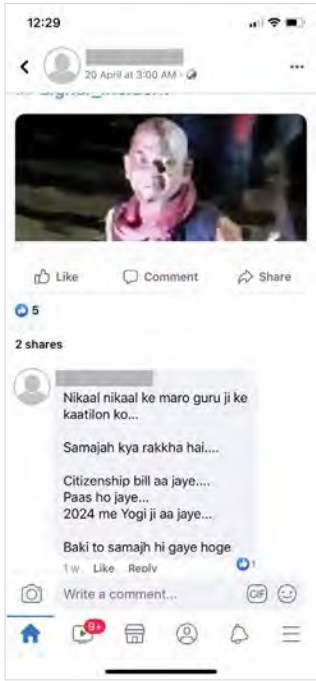 12:29
20 April at 3:00 AM
Like Comment Share
5
2 shares
Nikaal nikaal ke maro guru ji ke
kaatilon ko...
Samajah kya rakkha hai....
Citizenship bill aa jaye....
Paas ho jaye...
2024 me Yogi ji aa jaye...
Baki to samajh hi gaye hoge
1w Like Reply 1
Write a comment... GIF
9+